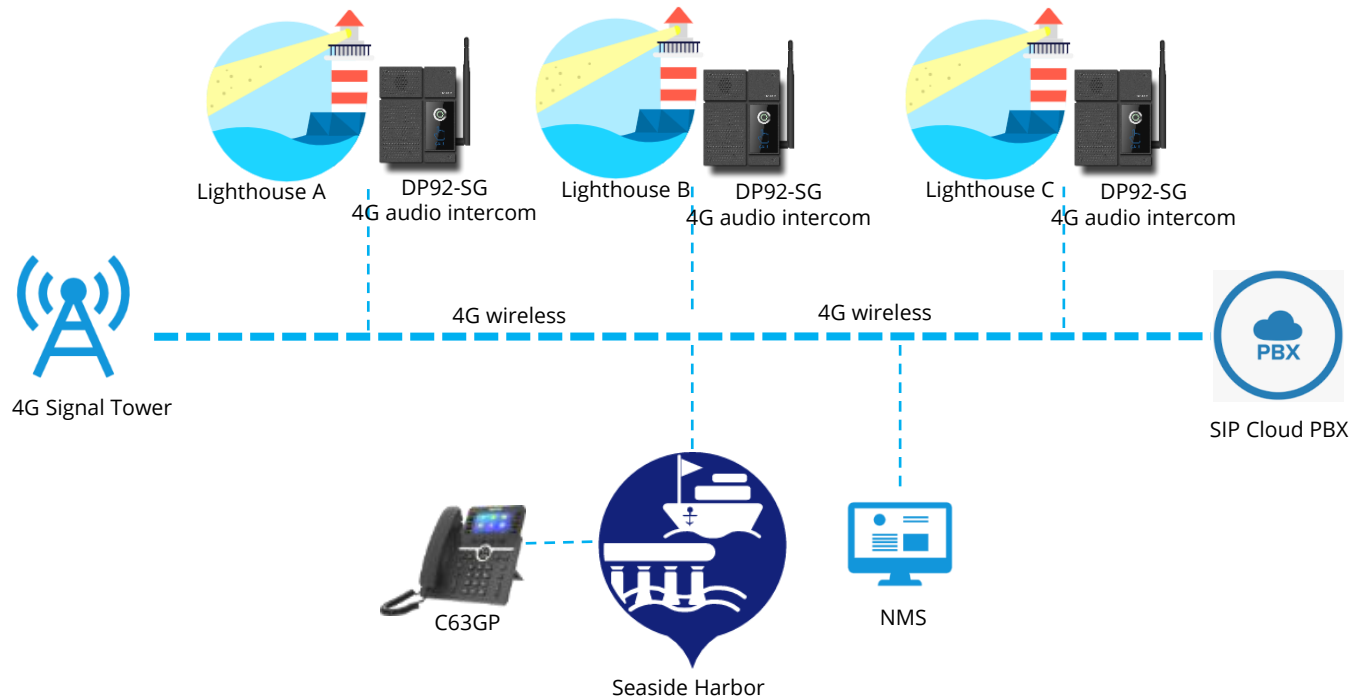 Lighthouse A
DP92-SG
4G audio intercom
Lighthouse B
DP92-SG
4G audio intercom
Lighthouse C
DP92-SG
4G audio intercom
4G wireless
4G wireless
4G Signal Tower
PBX
SIP Cloud PBX
C63GP
NMS
Seaside Harbor